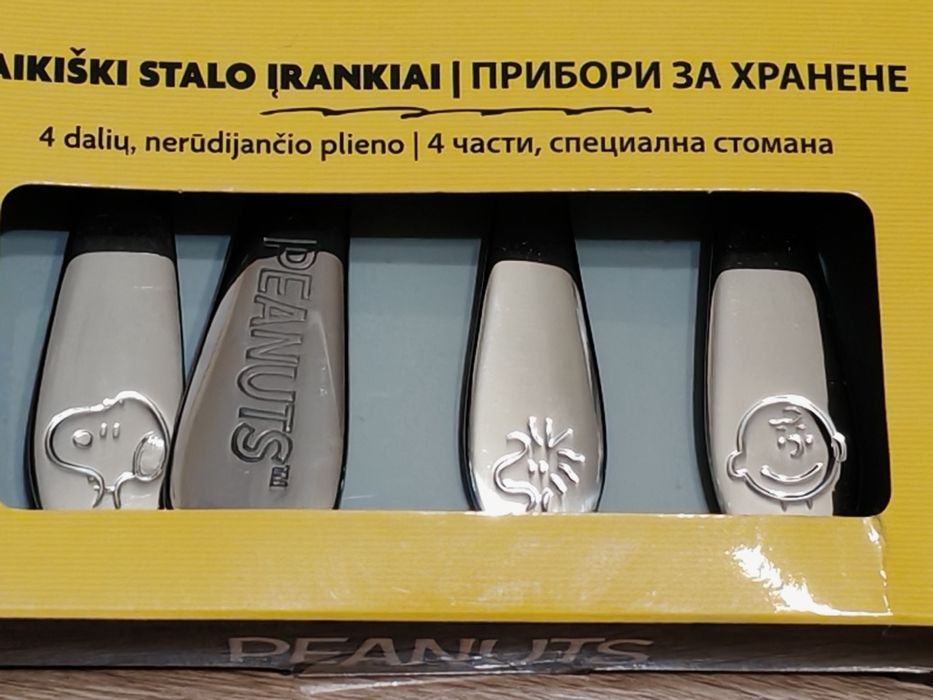 AIKIŠKI STALO ĮRANKIAI | ПРИБОРИ ЗА ХРАНЕНЕ
4 dalių, nerūdijančio plieno | 4 части, специална стомана
PEANUTS™
PEANUTS